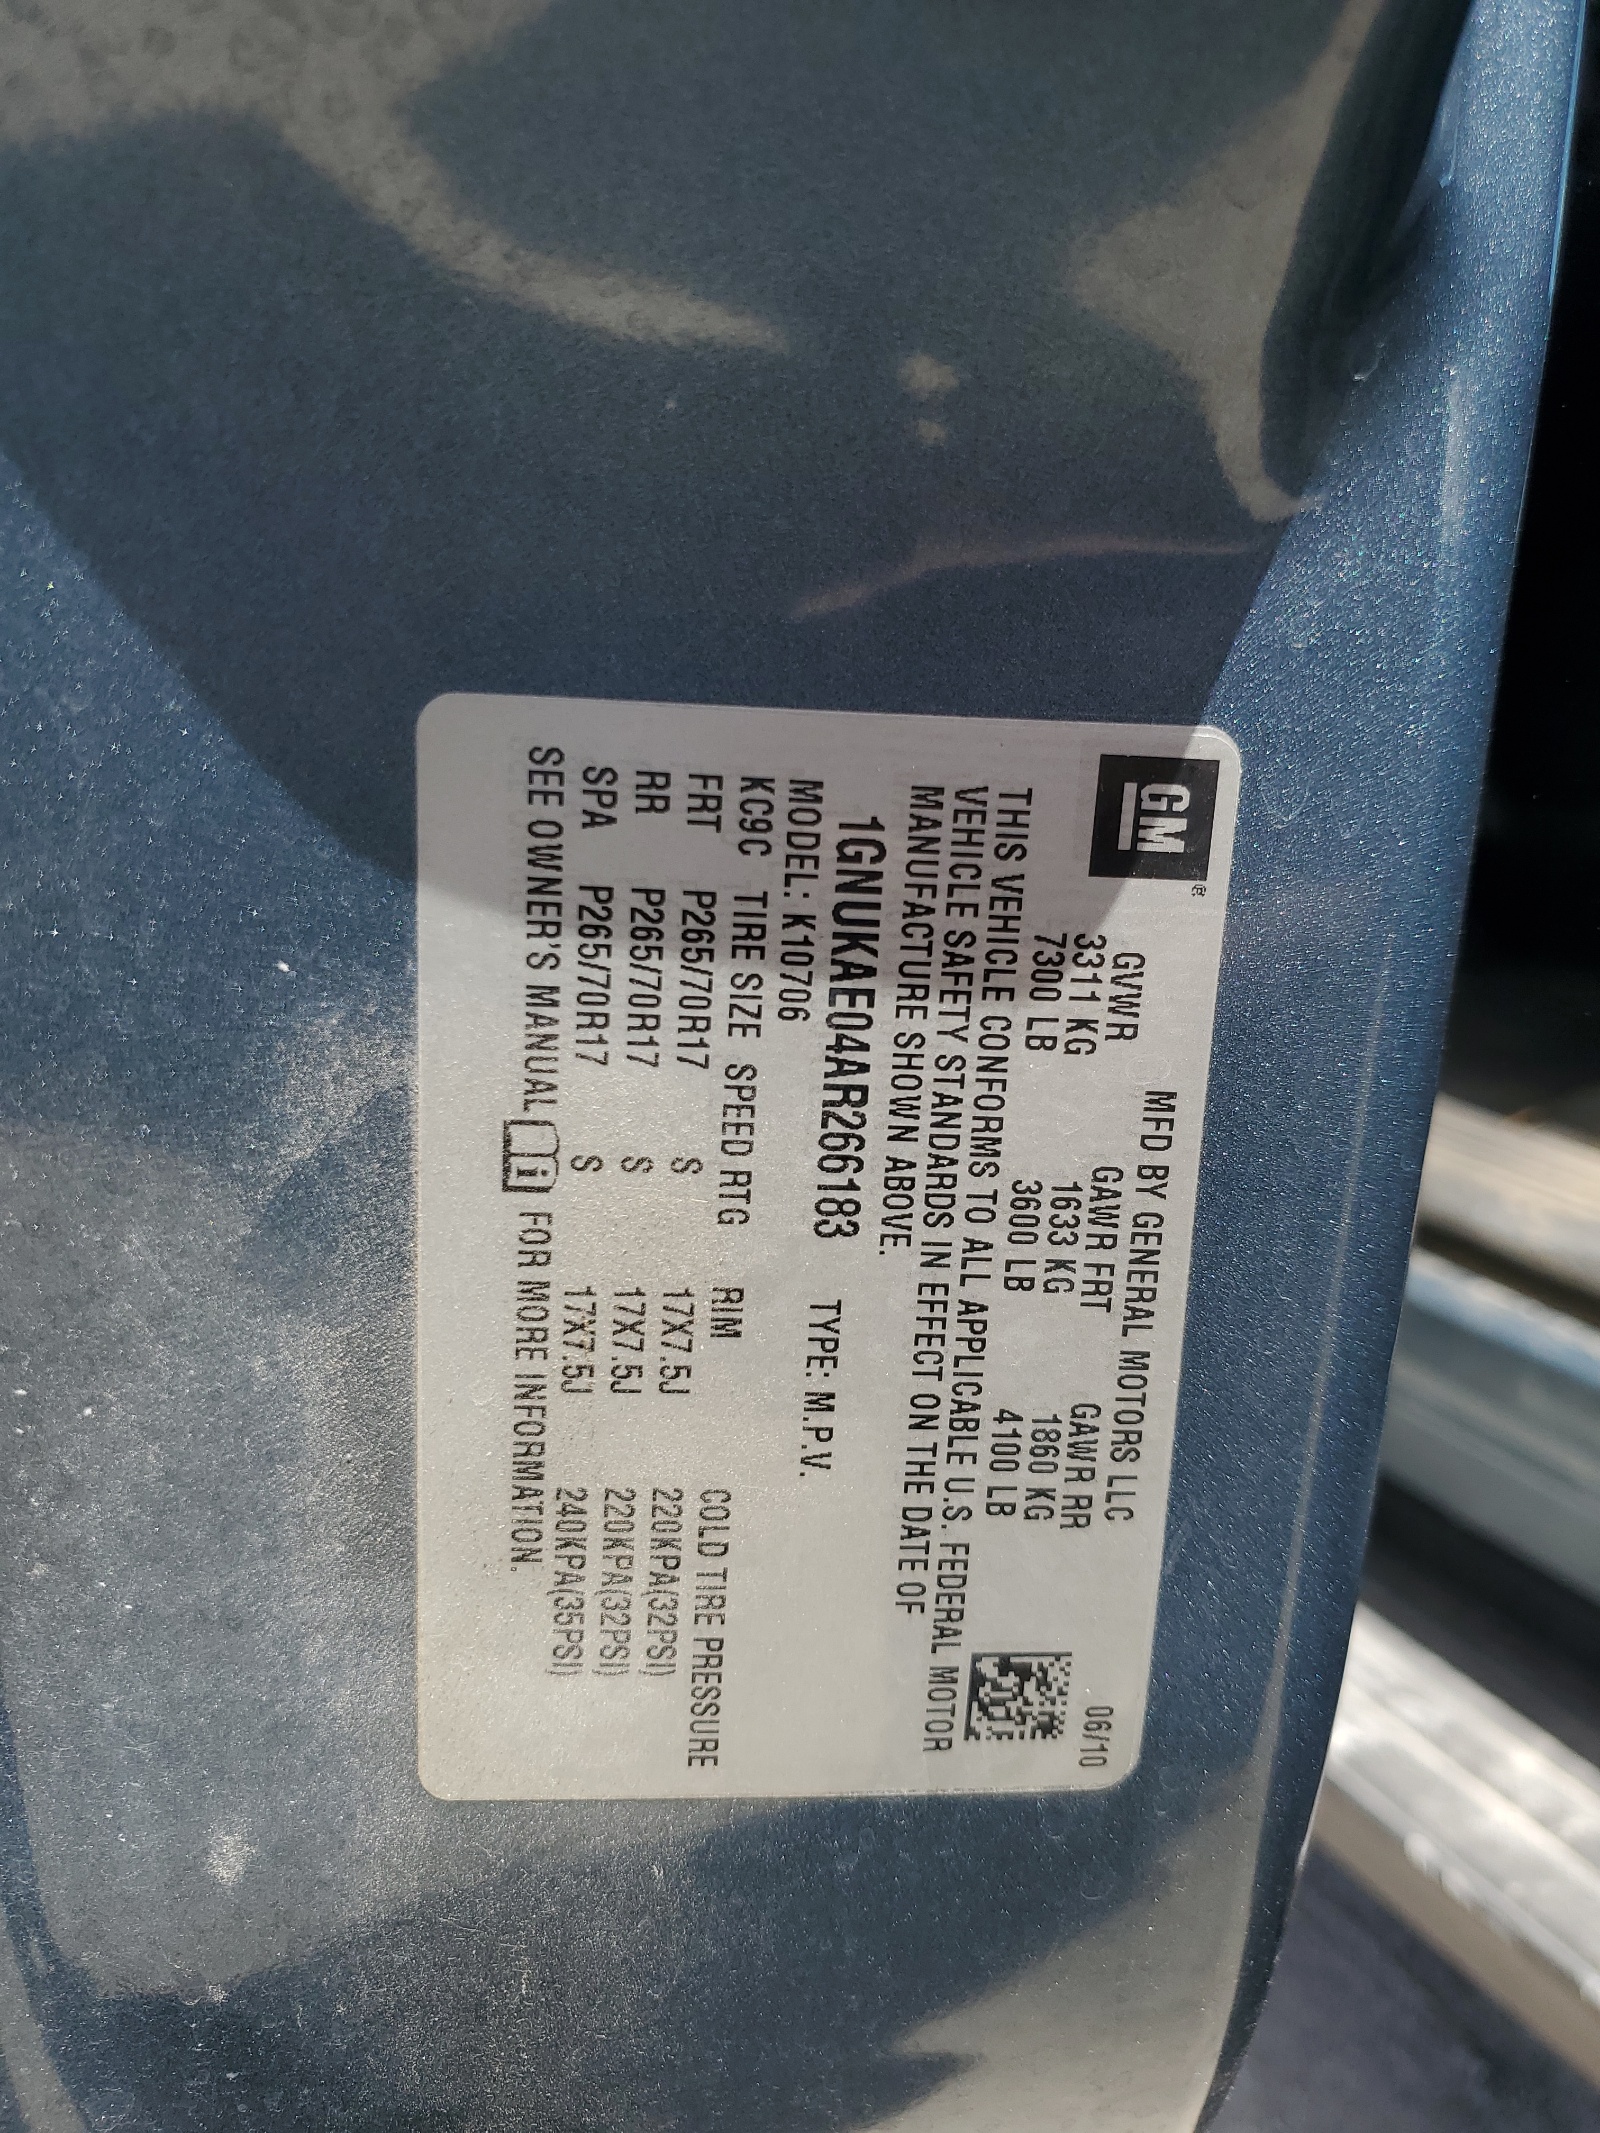 GM®
MFD BY GENERAL MOTORS LLC 06/10
GVWR GAWR FRT GAWR RR
3311 KG 1633 KG 1860 KG
7300 LB 3600 LB 4100 LB
THIS VEHICLE CONFORMS TO ALL APPLICABLE U.S. FEDERAL MOTOR
VEHICLE SAFETY STANDARDS IN EFFECT ON THE DATE OF
MANUFACTURE SHOWN ABOVE.
1GNUKAE04AR266183 TYPE: M.P.V.
MODEL: K10706
KC9C TIRE SIZE SPEED RTG RIM COLD TIRE PRESSURE
FRT P265/70R17 S 17X7.5J 220KPA(32PSI)
RR P265/70R17 S 17X7.5J 220KPA(32PSI)
SPA P265/70R17 S 17X7.5J 240KPA(35PSI)
SEE OWNER'S MANUAL i FOR MORE INFORMATION.